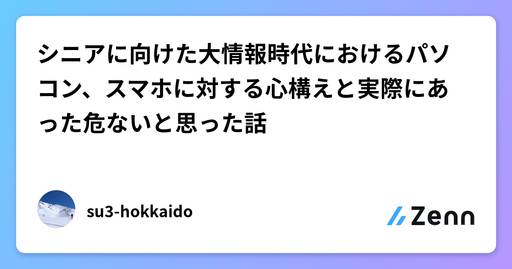 シニアに向けた大情報時代におけるパソ
コン、スマホに対する心構えと実際にあ
った危ないと思った話
su3-hokkaido
Zenn